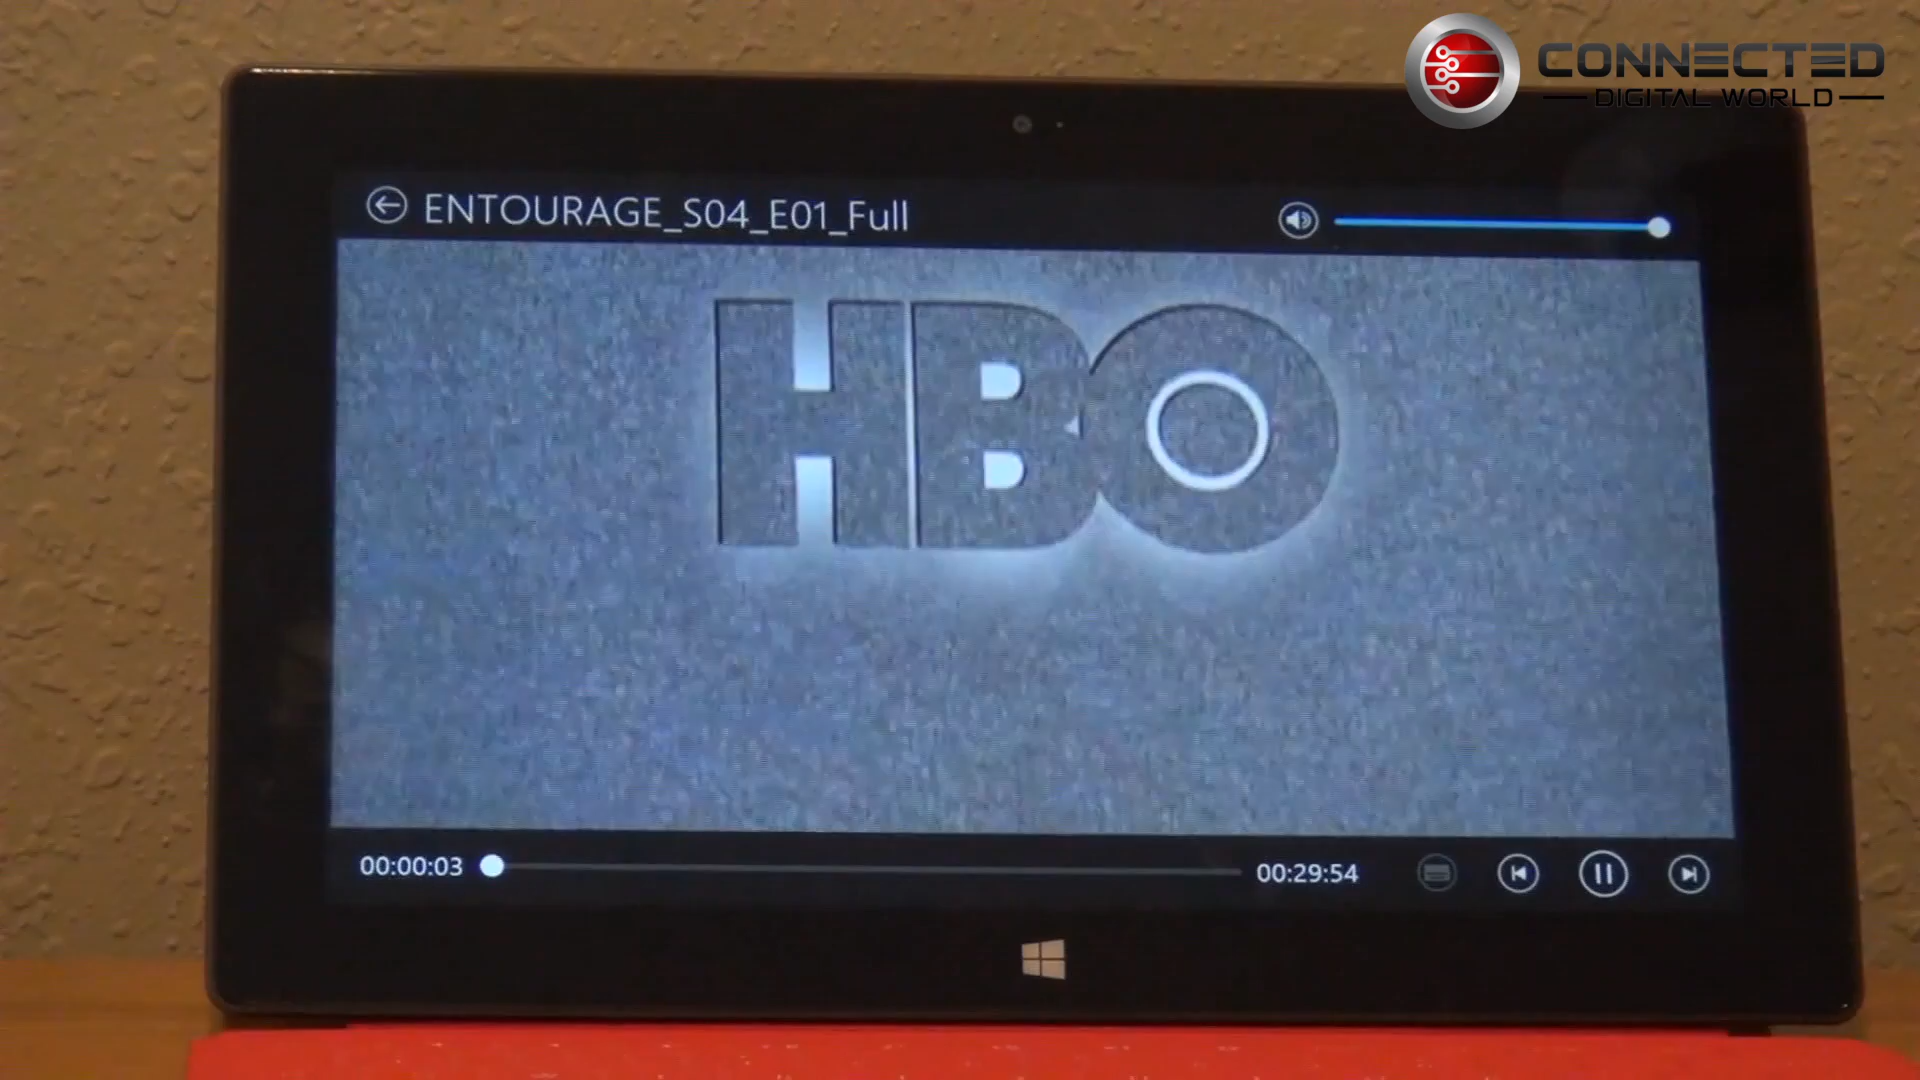 CONNECTED
DIGITAL WORLD
ENTOURAGE_S04_E01_Full
HBO
00:00:03
00:29:54